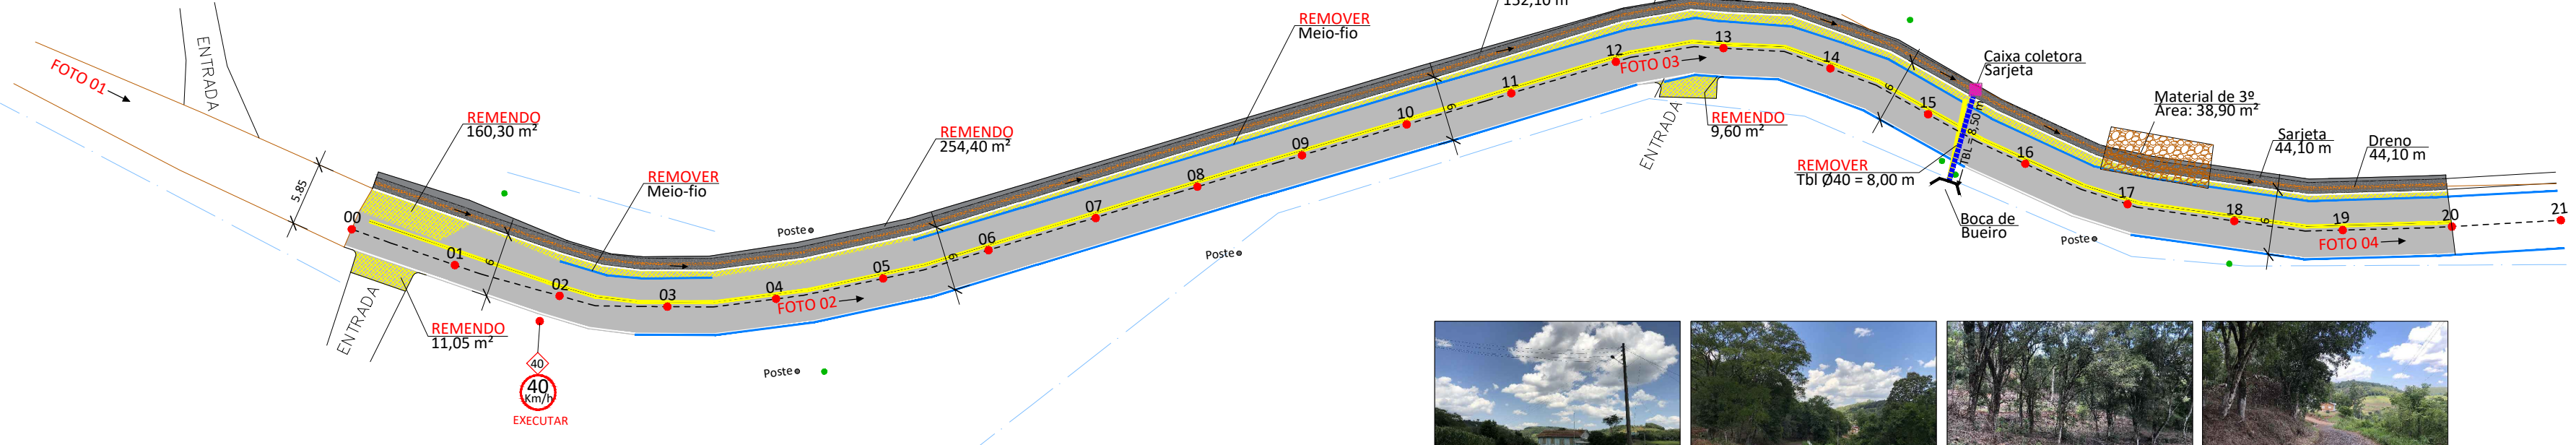 FOTO 01
ENTRADA
5.85
REMENDO
160,30 m²
00
01
02
03
04
05
06
07
08
09
10
11
12
13
14
15
16
17
18
19
20
21
ENTRADA
REMENDO
11,05 m²
6
40
40
Km/h
EXECUTAR
REMOVER
Meio-fio
Poste
FOTO 02
Poste
REMENDO
254,40 m²
6
Poste
REMOVER
Meio-fio
6
FOTO 03
ENTRADA
REMENDO
9,60 m²
6
Caixa coletora
Sarjeta
TBL = 8,50 m
REMOVER
Tbl Ø40 = 8,00 m
Boca de
Bueiro
Poste
Material de 3º
Área: 38,90 m²
Sarjeta
44,10 m
Dreno
44,10 m
6
FOTO 04